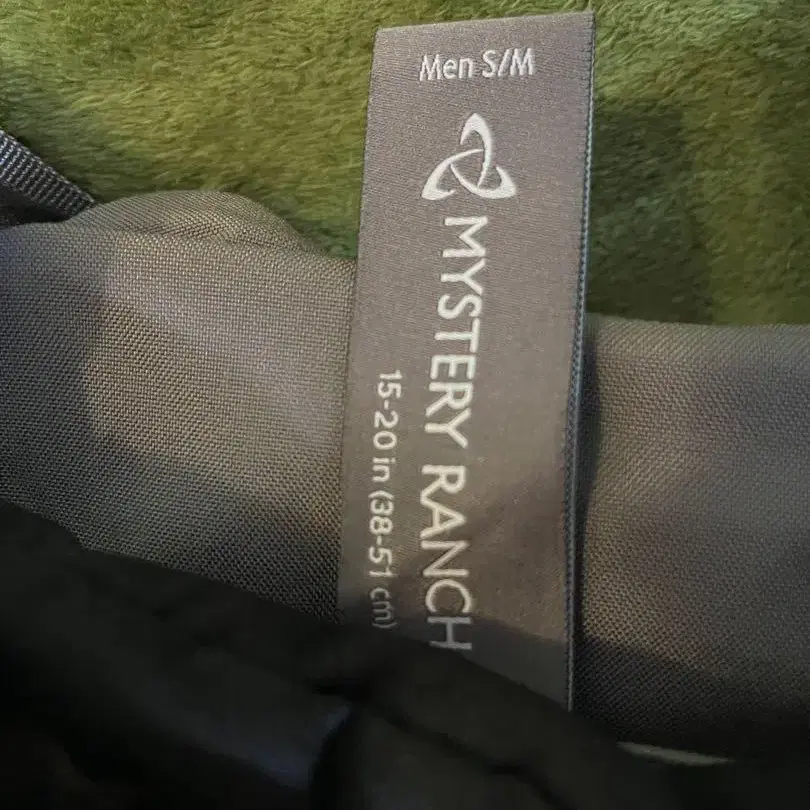 Men S/M
MYSTERY RANCH
15-20 in (38-51 cm)